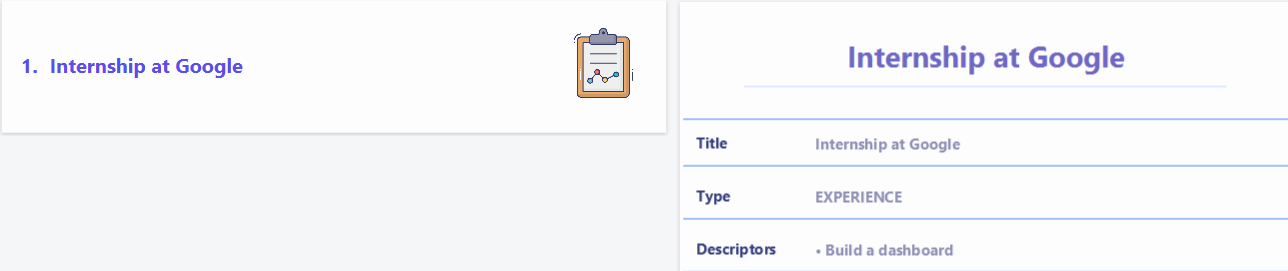 1. Internship at Google
Internship at Google
Title Internship at Google
Type EXPERIENCE
Descriptors • Build a dashboard